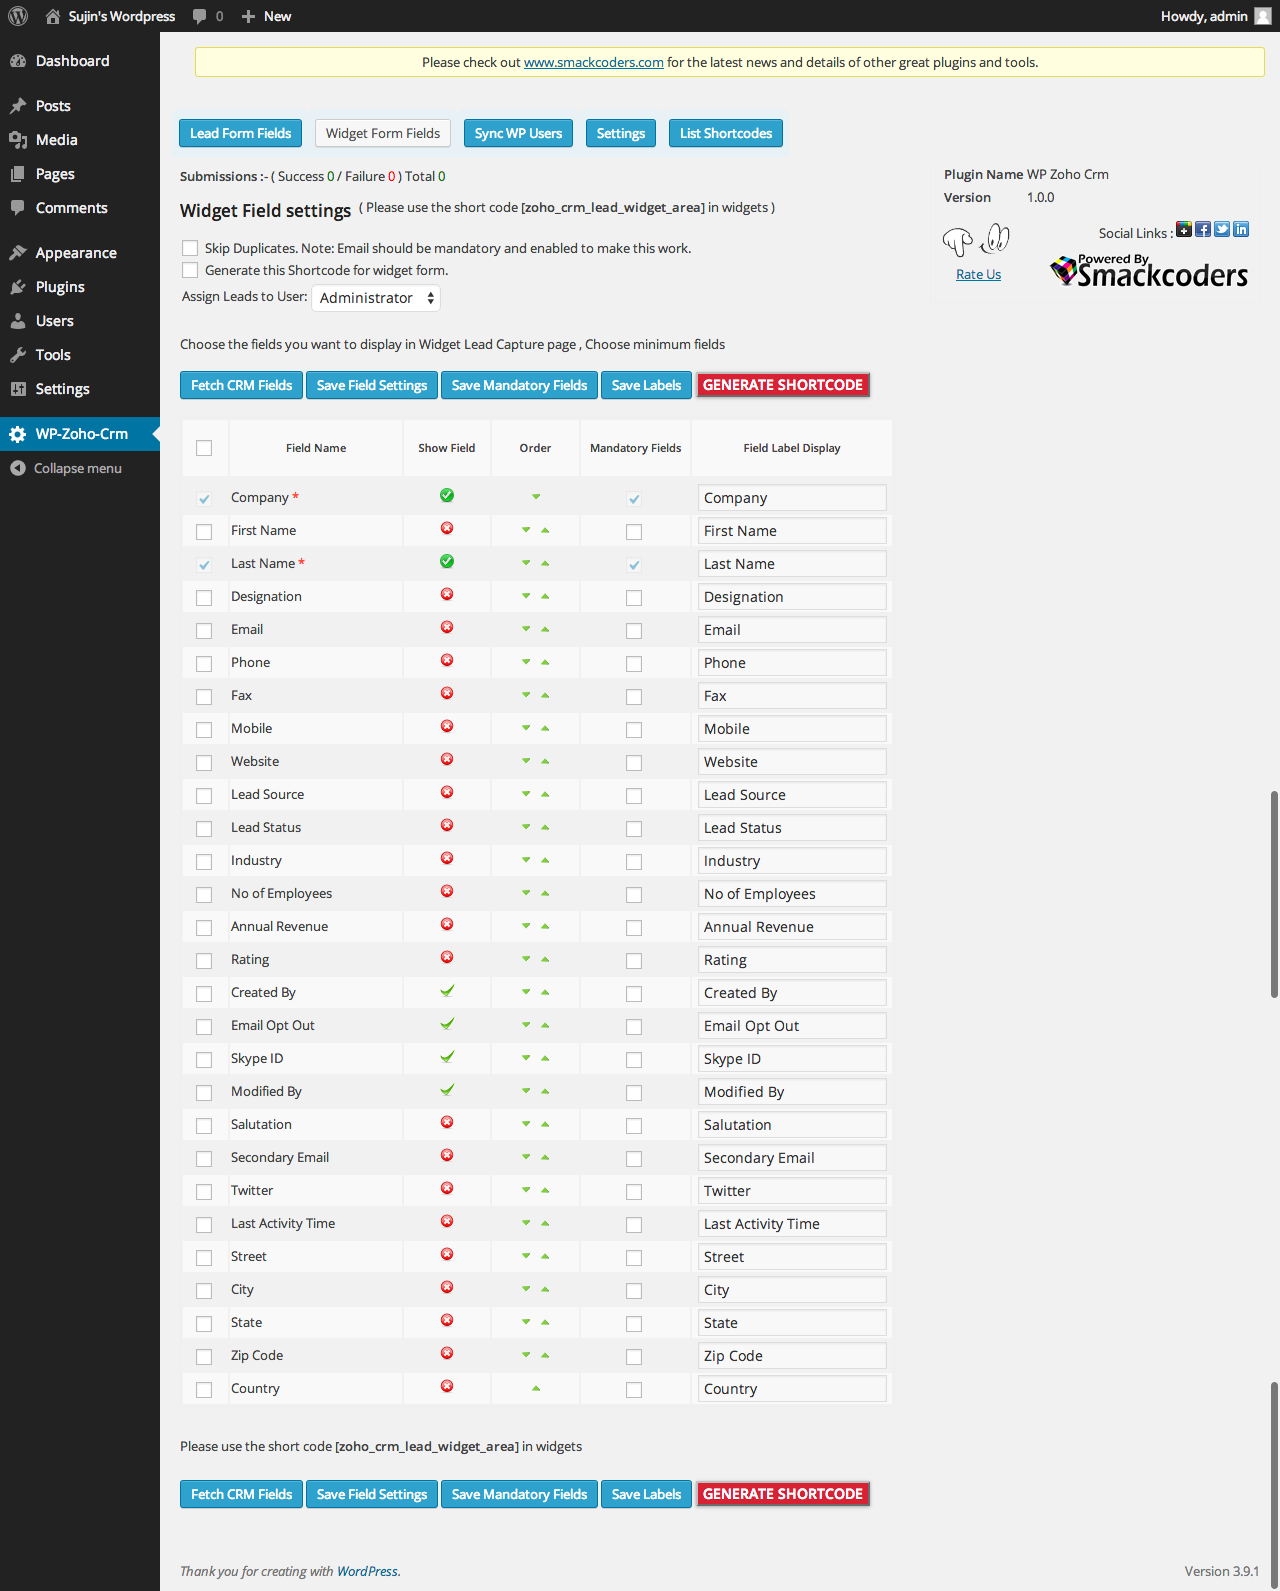 Sujin's Wordpress 0 New Howdy, admin
Dashboard
Posts
Media
Pages
Comments
Appearance
Plugins
Users
Tools
Settings
WP-Zoho-Crm
Collapse menu
Please check out www.smackcoders.com for the latest news and details of other great plugins and tools.
Lead Form Fields Widget Form Fields Sync WP Users Settings List Shortcodes
Submissions :- ( Success 0 / Failure 0 ) Total 0
Widget Field settings ( Please use the short code [zoho_crm_lead_widget_area] in widgets )
Skip Duplicates. Note: Email should be mandatory and enabled to make this work.
Generate this Shortcode for widget form.
Assign Leads to User: Administrator
Plugin Name WP Zoho Crm
Version 1.0.0
Social Links :
Rate Us
Powered By
Smackcoders
Choose the fields you want to display in Widget Lead Capture page , Choose minimum fields
Fetch CRM Fields Save Field Settings Save Mandatory Fields Save Labels GENERATE SHORTCODE
Field Name Show Field Order Mandatory Fields Field Label Display
Company * Company
First Name First Name
Last Name * Last Name
Designation Designation
Email Email
Phone Phone
Fax Fax
Mobile Mobile
Website Website
Lead Source Lead Source
Lead Status Lead Status
Industry Industry
No of Employees No of Employees
Annual Revenue Annual Revenue
Rating Rating
Created By Created By
Email Opt Out Email Opt Out
Skype ID Skype ID
Modified By Modified By
Salutation Salutation
Secondary Email Secondary Email
Twitter Twitter
Last Activity Time Last Activity Time
Street Street
City City
State State
Zip Code Zip Code
Country Country
Please use the short code [zoho_crm_lead_widget_area] in widgets
Fetch CRM Fields Save Field Settings Save Mandatory Fields Save Labels GENERATE SHORTCODE
Thank you for creating with WordPress. Version 3.9.1